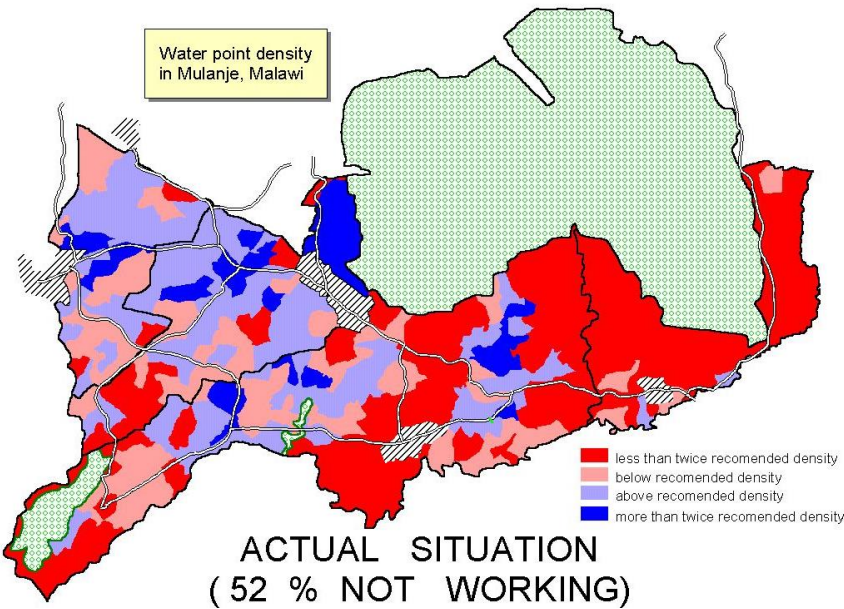 Water point density
in Mulanje, Malawi
less than twice recomended density
below recomended density
above recomended density
more than twice recomended density
ACTUAL SITUATION
( 52 % NOT WORKING)